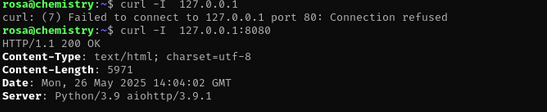 rosa@chemistry:~$ curl -I  127.0.0.1
curl: (7) Failed to connect to 127.0.0.1 port 80: Connection refused
rosa@chemistry:~$ curl -I  127.0.0.1:8080
HTTP/1.1 200 OK
Content-Type: text/html; charset=utf-8
Content-Length: 5971
Date: Mon, 26 May 2025 14:04:02 GMT
Server: Python/3.9 aiohttp/3.9.1